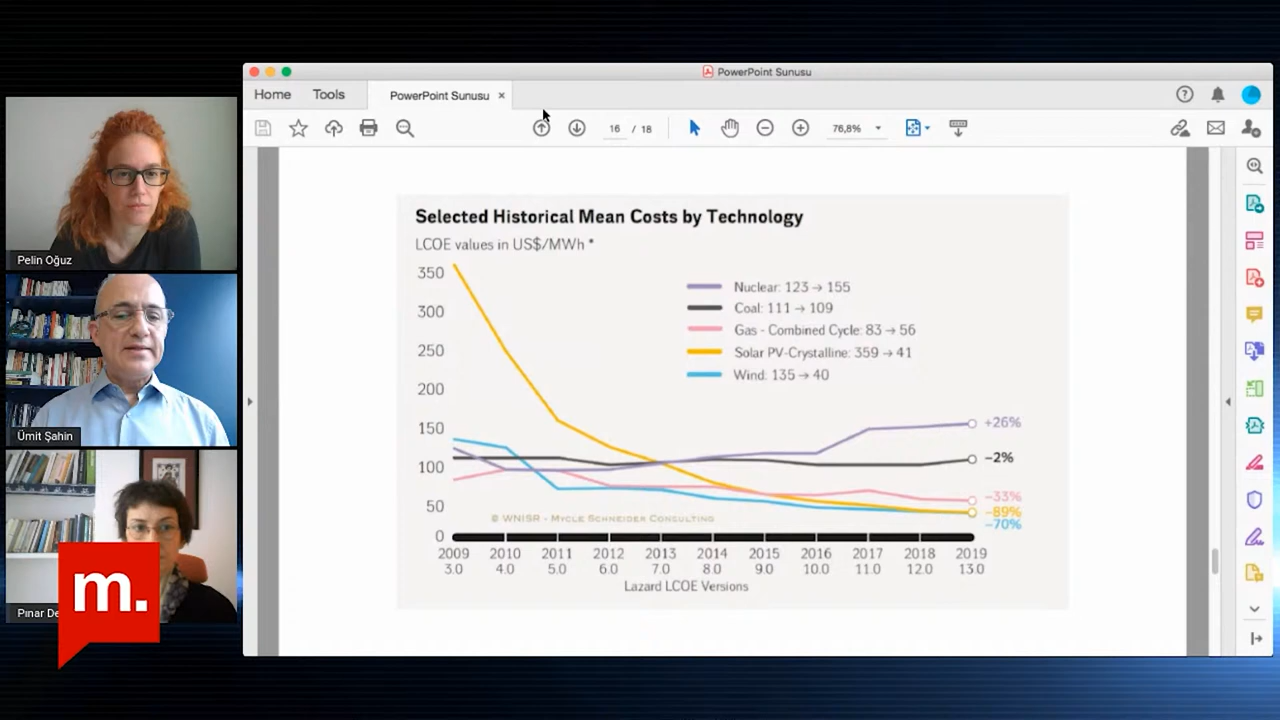 PowerPoint Sunusu
Home
Tools
PowerPoint Sunusu ×
16 / 18
76,8%
Pelin Oğuz
Ümit Şahin
Pınar De
m.
Selected Historical Mean Costs by Technology
LCOE values in US$/MWh *
350
300
250
200
150
100
50
0
Nuclear: 123 → 155
Coal: 111 → 109
Gas - Combined Cycle: 83 → 56
Solar PV-Crystalline: 359 → 41
Wind: 135 → 40
+26%
−2%
−33%
−89%
−70%
© WNISR - Mycle Schneider Consulting
2009 2010 2011 2012 2013 2014 2015 2016 2017 2018 2019
3.0 4.0 5.0 6.0 7.0 8.0 9.0 10.0 11.0 12.0 13.0
Lazard LCOE Versions